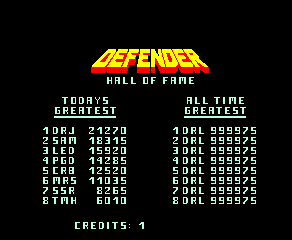 DEFENDER
HALL OF FAME
TODAYS ALL TIME
GREATEST GREATEST
1 DRJ 21270 1 DRL 999975
2 SAM 18315 2 DRL 999975
3 LED 15920 3 DRL 999975
4 PGD 14285 4 DRL 999975
5 CRB 12520 5 DRL 999975
6 MRS 11035 6 DRL 999975
7 SSR 8265 7 DRL 999975
8 TMH 6010 8 DRL 999975
CREDITS: 1